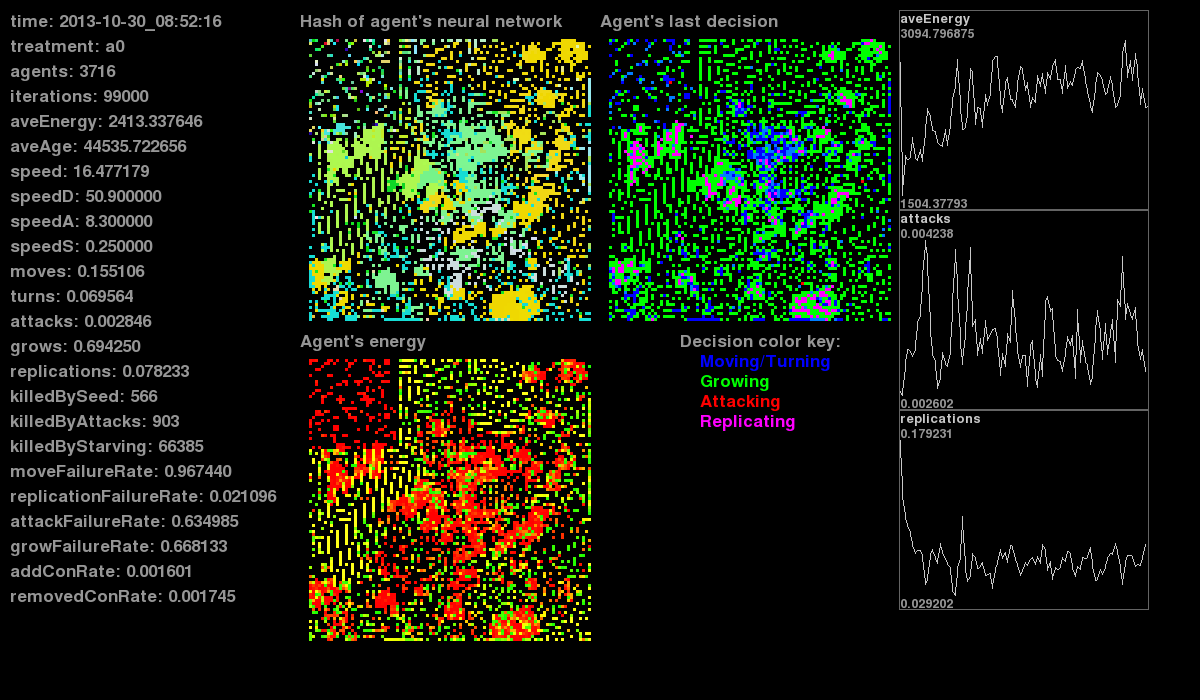 time: 2013-10-30_08:52:16
treatment: a0
agents: 3716
iterations: 99000
aveEnergy: 2413.337646
aveAge: 44535.722656
speed: 16.477179
speedD: 50.900000
speedA: 8.300000
speedS: 0.250000
moves: 0.155106
turns: 0.069564
attacks: 0.002846
grows: 0.694250
replications: 0.078233
killedBySeed: 566
killedByAttacks: 903
killedByStarving: 66385
moveFailureRate: 0.967440
replicationFailureRate: 0.021096
attackFailureRate: 0.634985
growFailureRate: 0.668133
addConRate: 0.001601
removedConRate: 0.001745
Hash of agent's neural network
Agent's last decision
Agent's energy
Decision color key:
Moving/Turning
Growing
Attacking
Replicating
aveEnergy
3094.796875
1504.37793
attacks
0.004238
0.002602
replications
0.179231
0.029202